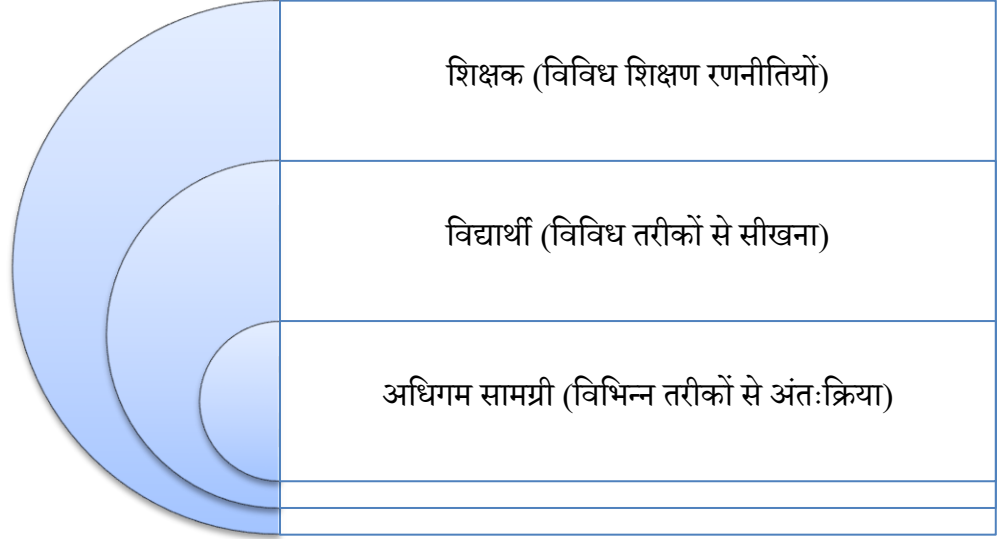 शिक्षक (विविध शिक्षण रणनीतियों)
विद्यार्थी (विविध तरीकों से सीखना)
अधिगम सामग्री (विभिन्न तरीकों से अंतःक्रिया)